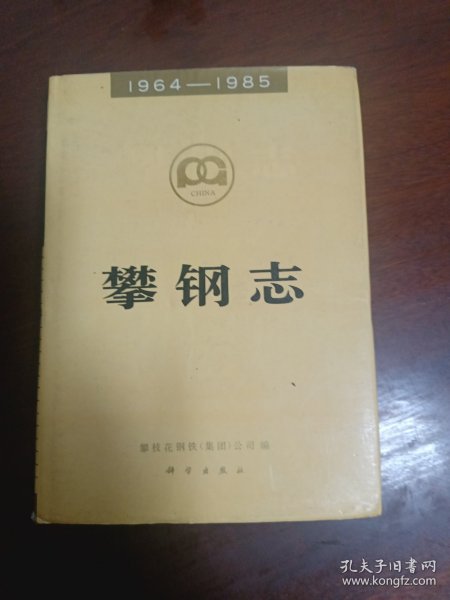 1964—1985
PG
CHINA
攀钢志
攀枝花钢铁(集团)公司 编
科学出版社
孔夫子旧书网
www.kongfz.com